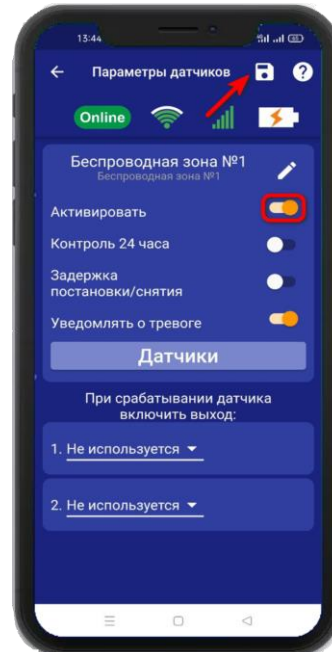 13:44
Параметры датчиков
Online
Беспроводная зона №1
Беспроводная зона №1
Активировать
Контроль 24 часа
Задержка
постановки/снятия
Уведомлять о тревоге
Датчики
При срабатывании датчика
включить выход:
1. Не используется
2. Не используется